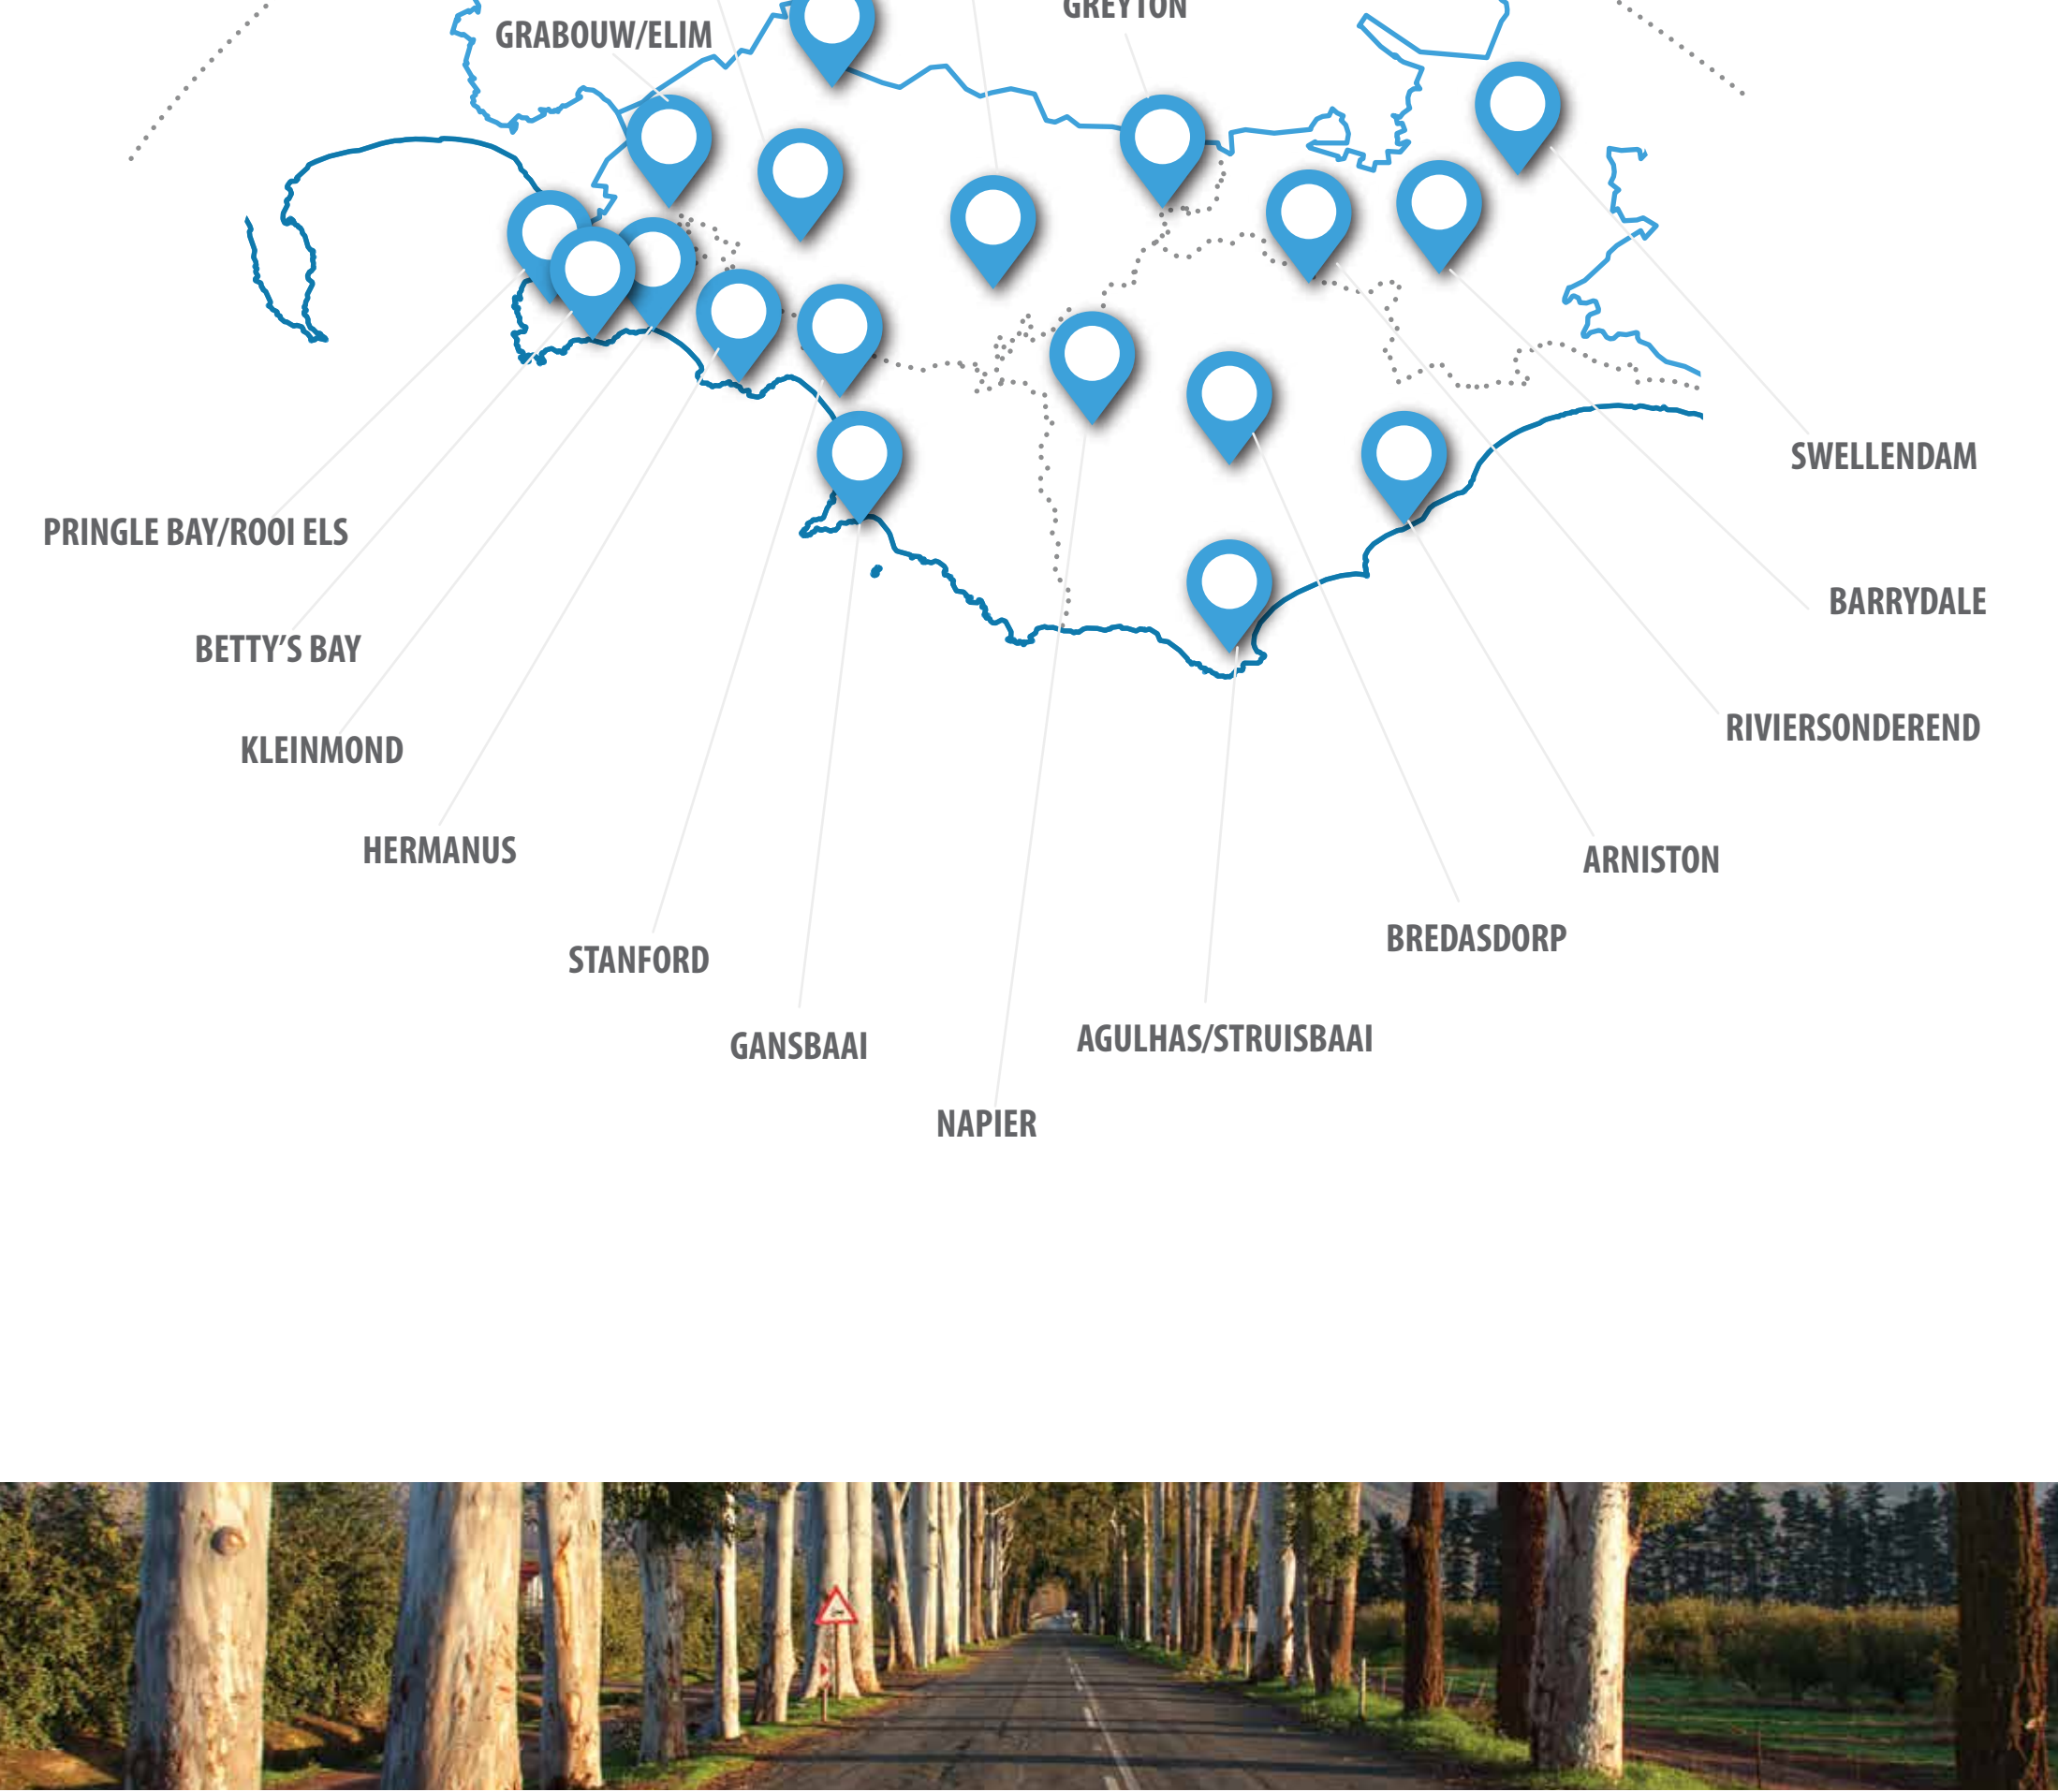 GREYTON
GRABOUW/ELIM
SWELLENDAM
PRINGLE BAY/ROOI ELS
BARRYDALE
BETTY'S BAY
RIVIERSONDEREND
KLEINMOND
HERMANUS
ARNISTON
BREDASDORP
STANFORD
AGULHAS/STRUISBAAI
GANSBAAI
NAPIER